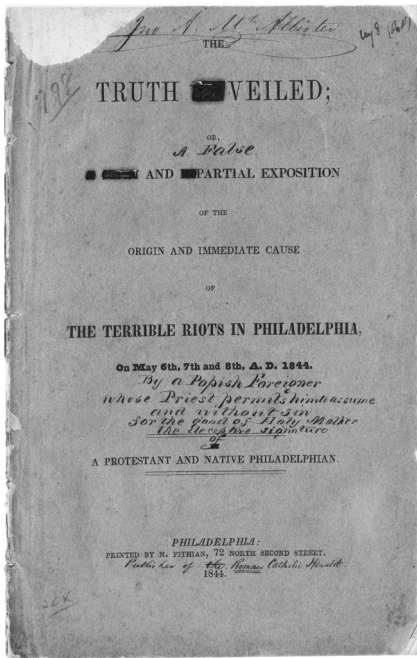 Jno A. McAllister
THE
TRUTH VEILED;
OR,
A False
AND PARTIAL EXPOSITION
OF THE
ORIGIN AND IMMEDIATE CAUSE
OF
THE TERRIBLE RIOTS IN PHILADELPHIA,
On May 6th, 7th and 8th, A. D. 1844.
By a Popish Foreigner
whose Priest permits him to assume
and without sin
for the good of Holy Mother
the deceptive signature
of
A PROTESTANT AND NATIVE PHILADELPHIAN.
PHILADELPHIA:
PRINTED BY M. FITHIAN, 72 NORTH SECOND STREET.
Publisher of the Roman Catholic Herald.
1844.